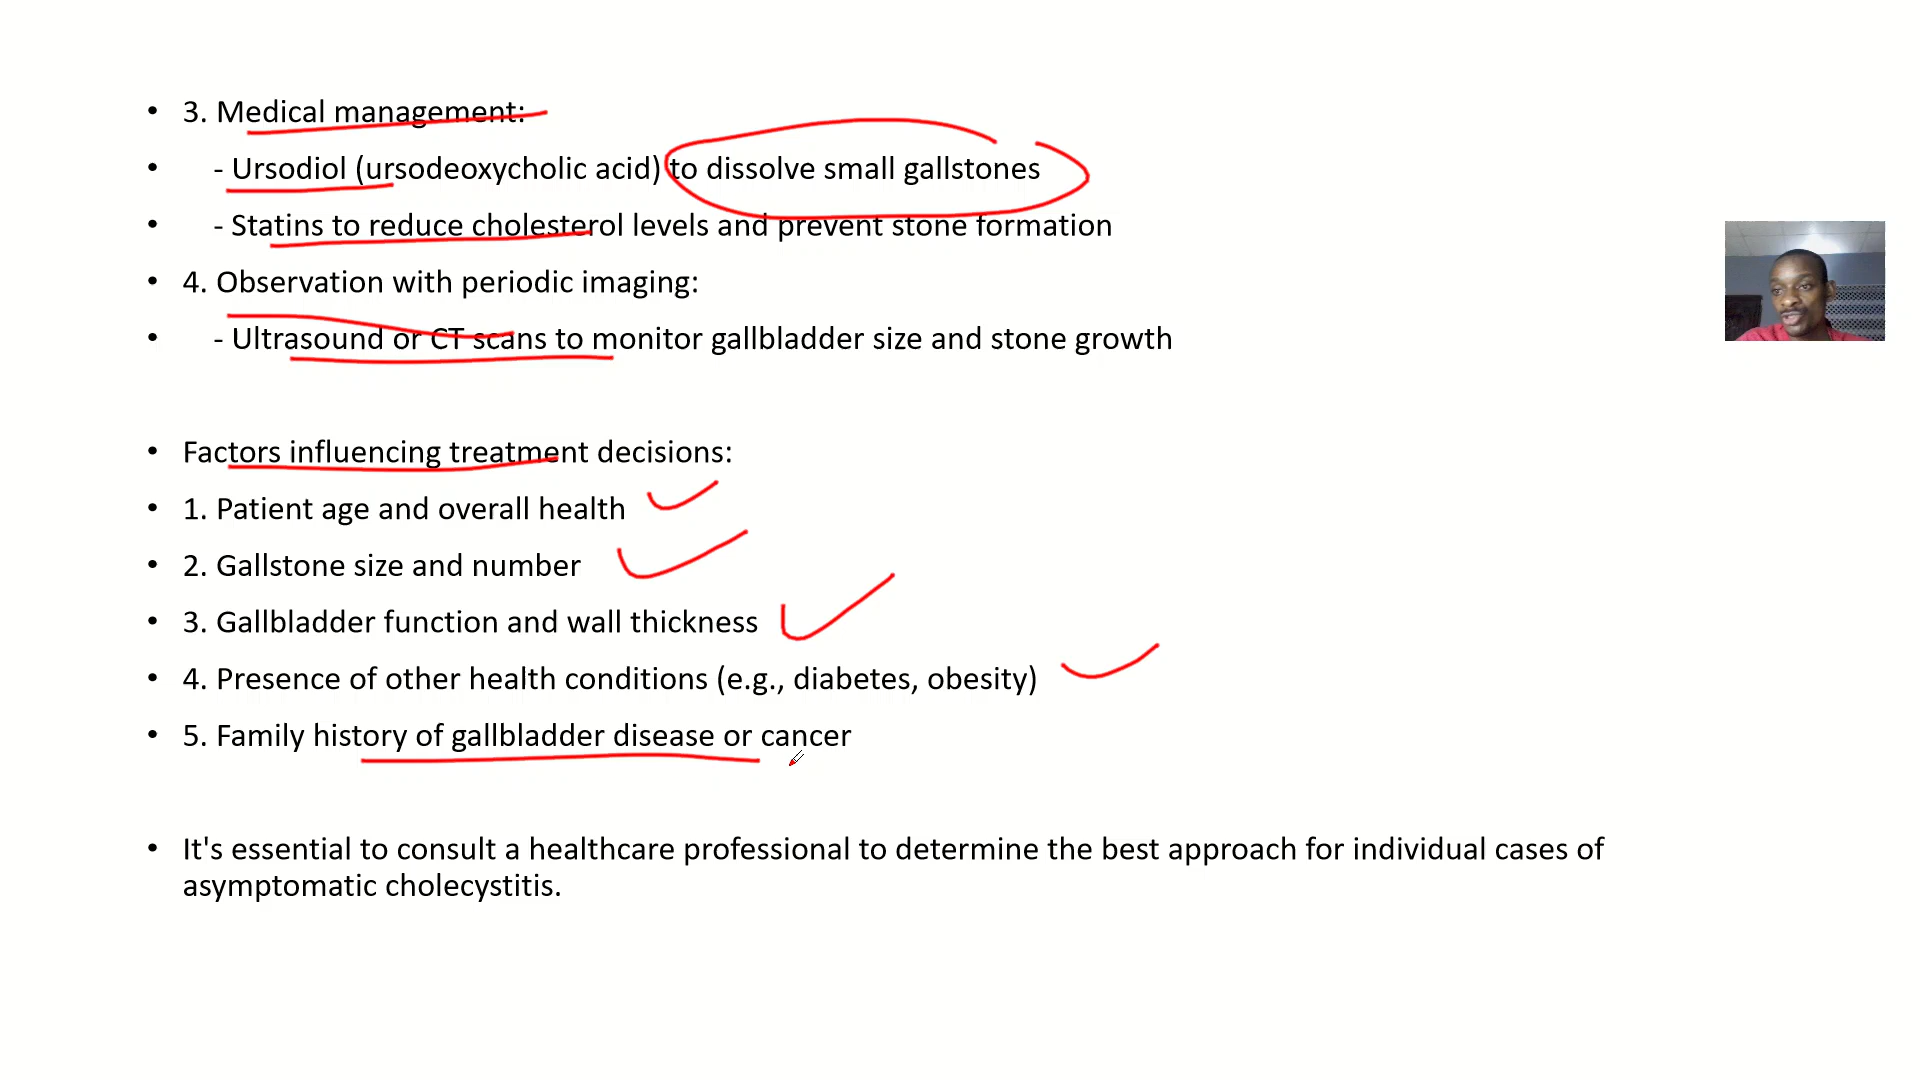 • 3. Medical management:
• - Ursodiol (ursodeoxycholic acid) to dissolve small gallstones
• - Statins to reduce cholesterol levels and prevent stone formation
• 4. Observation with periodic imaging:
• - Ultrasound or CT scans to monitor gallbladder size and stone growth
• Factors influencing treatment decisions:
• 1. Patient age and overall health
• 2. Gallstone size and number
• 3. Gallbladder function and wall thickness
• 4. Presence of other health conditions (e.g., diabetes, obesity)
• 5. Family history of gallbladder disease or cancer
• It's essential to consult a healthcare professional to determine the best approach for individual cases of
asymptomatic cholecystitis.